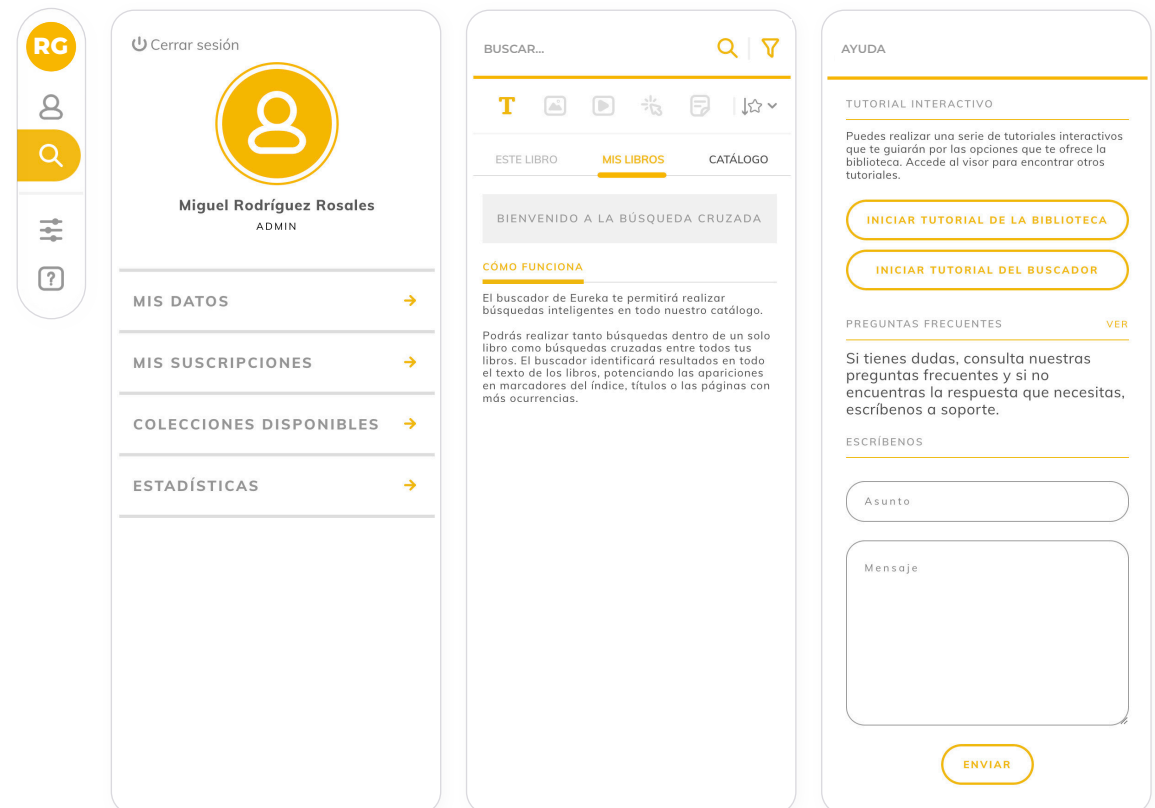 RG
?
Cerrar sesión
Miguel Rodríguez Rosales
ADMIN
MIS DATOS
MIS SUSCRIPCIONES
COLECCIONES DISPONIBLES
ESTADÍSTICAS
BUSCAR...
T
ESTE LIBRO
MIS LIBROS
CATÁLOGO
BIENVENIDO A LA BÚSQUEDA CRUZADA
CÓMO FUNCIONA
El buscador de Eureka te permitirá realizar
búsquedas inteligentes en todo nuestro catálogo.
Podrás realizar tanto búsquedas dentro de un solo
libro como búsquedas cruzadas entre todos tus
libros. El buscador identificará resultados en todo
el texto de los libros, potenciando las apariciones
en marcadores del índice, títulos o las páginas con
más ocurrencias.
AYUDA
TUTORIAL INTERACTIVO
Puedes realizar una serie de tutoriales interactivos
que te guiarán por las opciones que te ofrece la
biblioteca. Accede al visor para encontrar otros
tutoriales.
INICIAR TUTORIAL DE LA BIBLIOTECA
INICIAR TUTORIAL DEL BUSCADOR
PREGUNTAS FRECUENTES VER
Si tienes dudas, consulta nuestras
preguntas frecuentes y si no
encuentras la respuesta que necesitas,
escríbenos a soporte.
ESCRÍBENOS
Asunto
Mensaje
ENVIAR